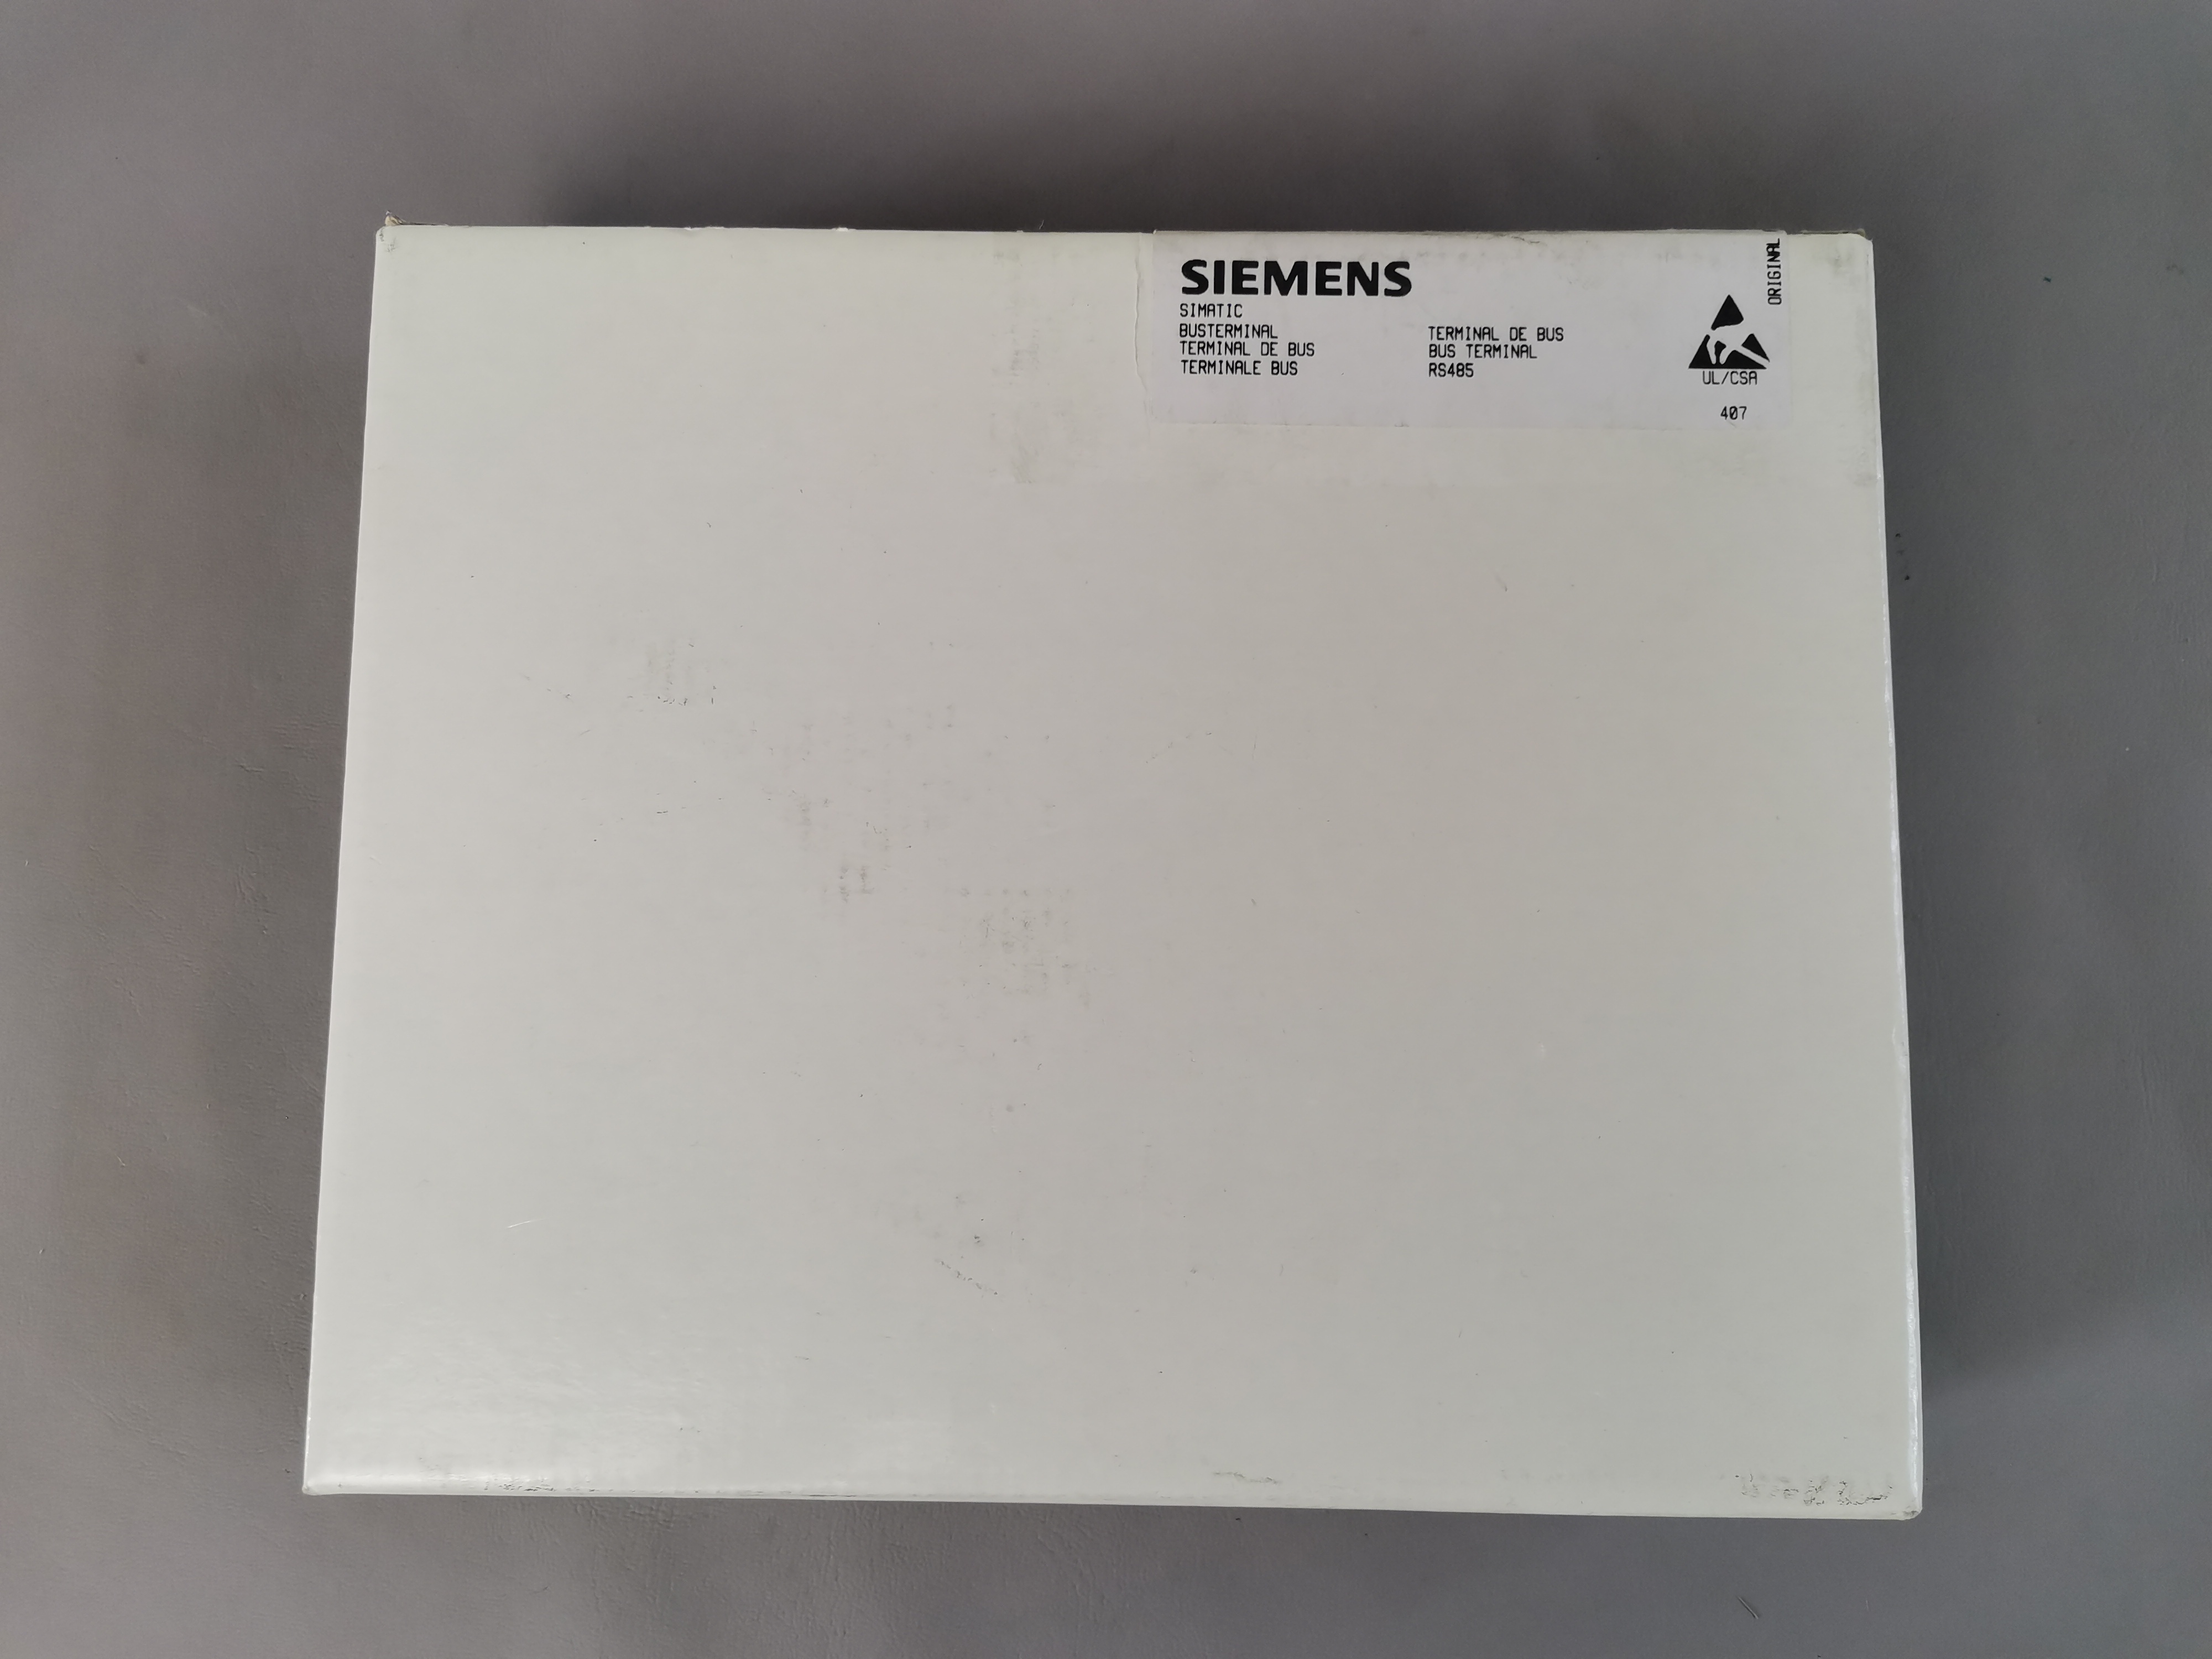 SIEMENS
SIMATIC
BUSTERMINAL
TERMINAL DE BUS
TERMINALE BUS
TERMINAL DE BUS
BUS TERMINAL
RS485
ORIGINAL
UL/CSA
407